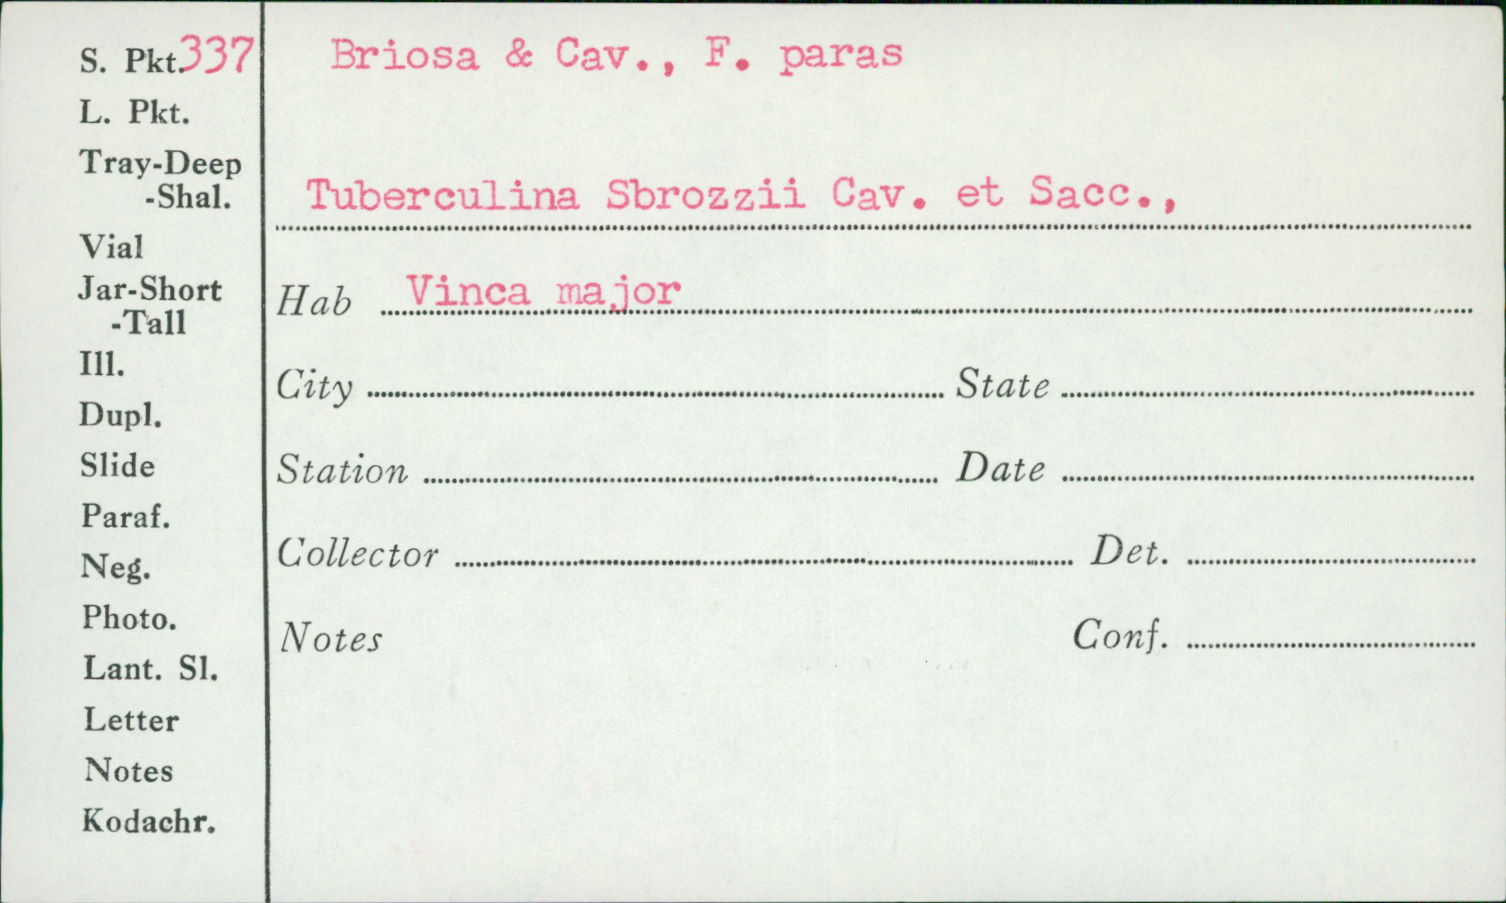 S. Pkt.337
L. Pkt.
Tray-Deep
-Shal.
Vial
Jar-Short
-Tall
Ill.
Dupl.
Slide
Paraf.
Neg.
Photo.
Lant. Sl.
Letter
Notes
Kodachr.
Briosa & Cav., F. paras
Tuberculina Sbrozzii Cav. et Sacc.,
Hab Vinca major
City State
Station Date
Collector Det.
Notes Conf.